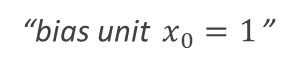 “bias unit x₀ = 1”